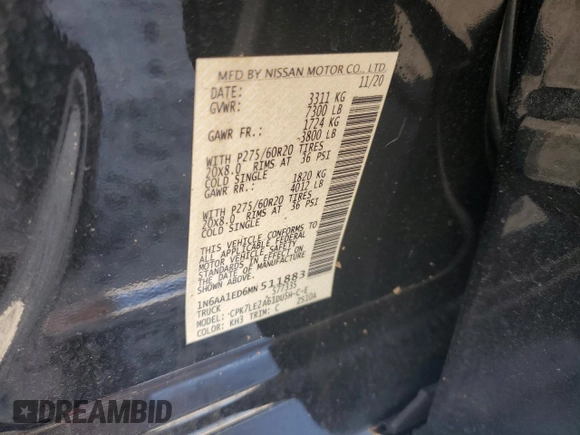 MFD BY NISSAN MOTOR CO., LTD.
DATE: 11/20
GVWR: 3311 KG
7300 LB
GAWR FR.: 1724 KG
3800 LB
WITH P275/60R20 TIRES
20X8.0 RIMS AT 36 PSI
COLD SINGLE
GAWR RR.: 1820 KG
4012 LB
WITH P275/60R20 TIRES
20X8.0 RIMS AT 36 PSI
COLD SINGLE
THIS VEHICLE CONFORMS TO
ALL APPLICABLE FEDERAL
MOTOR VEHICLE SAFETY
STANDARDS IN EFFECT ON
THE DATE OF MANUFACTURE
SHOWN ABOVE.
1N6AA1ED6MN511883
TRUCK 577335
MODEL: CPK7LE2A61DUSH-C-E
COLOR: KH3 TRIM: C 2510A
DREAMBID